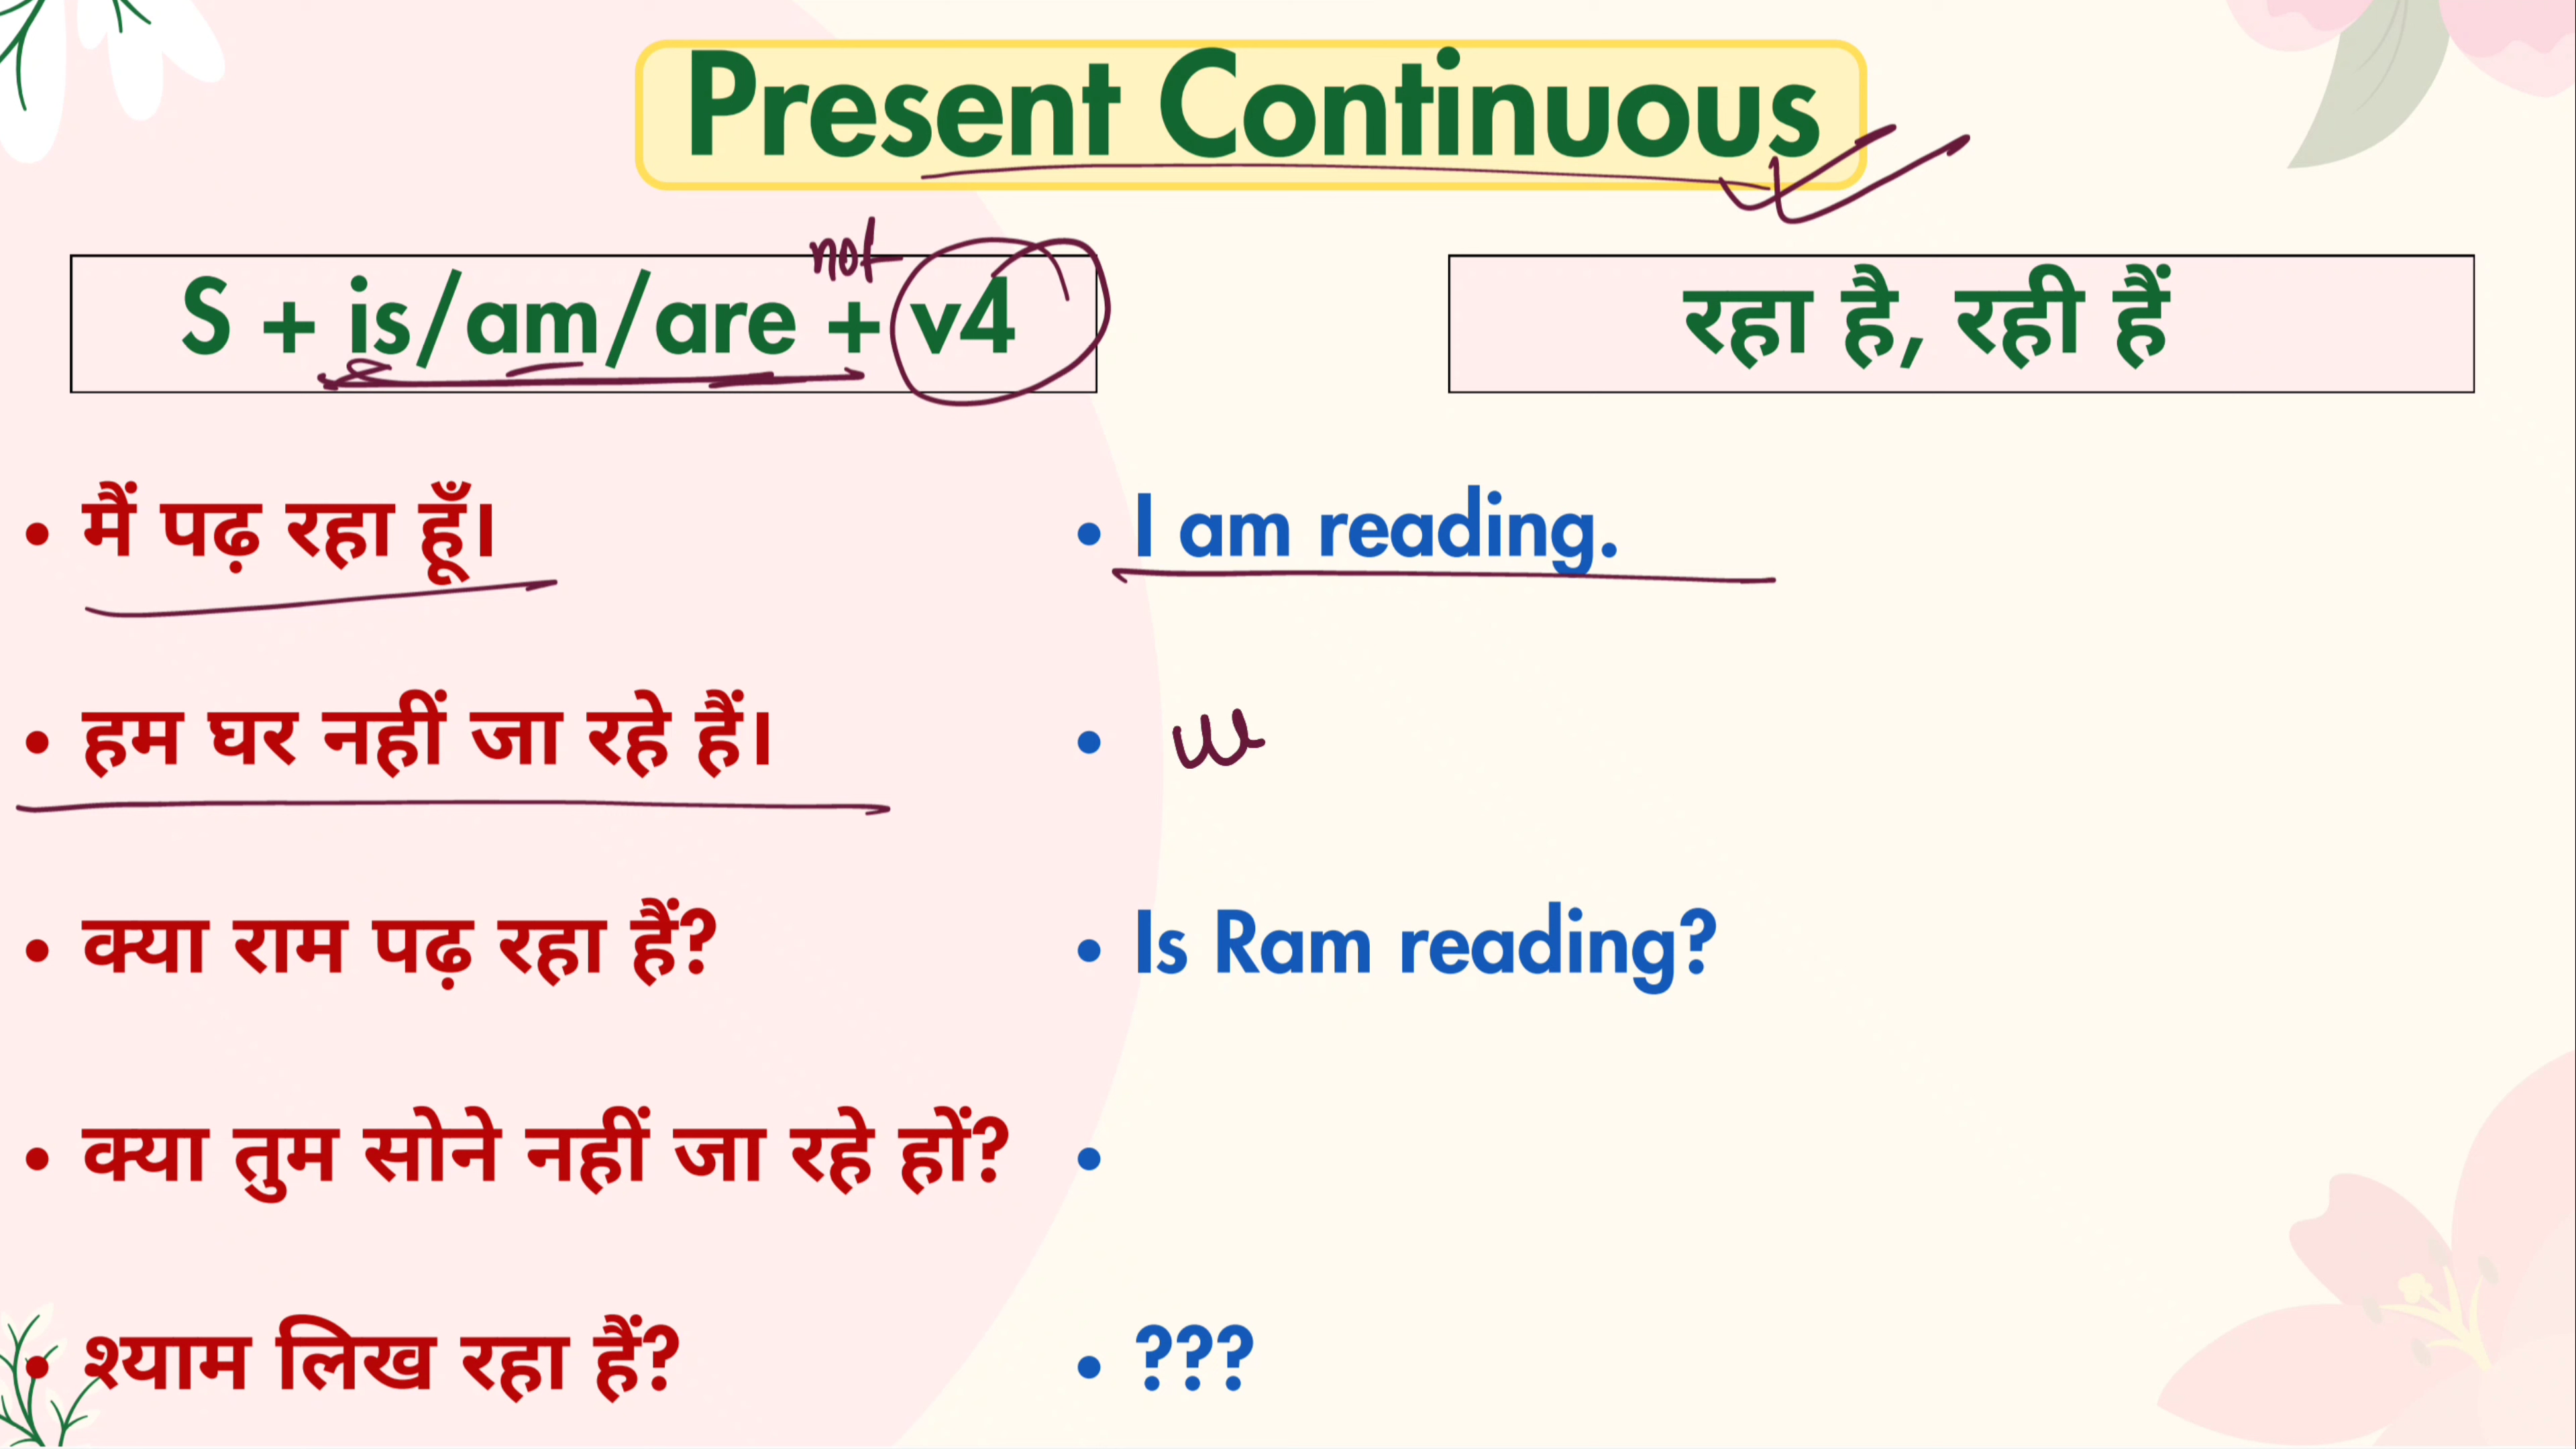 Present Continuous
not
S + is/am/are + v4
रहा है, रही हैं
• मैं पढ़ रहा हूँ।
• I am reading.
• हम घर नहीं जा रहे हैं।
•
• क्या राम पढ़ रहा हैं?
• Is Ram reading?
• क्या तुम सोने नहीं जा रहे हों?
•
• श्याम लिख रहा हैं?
• ???